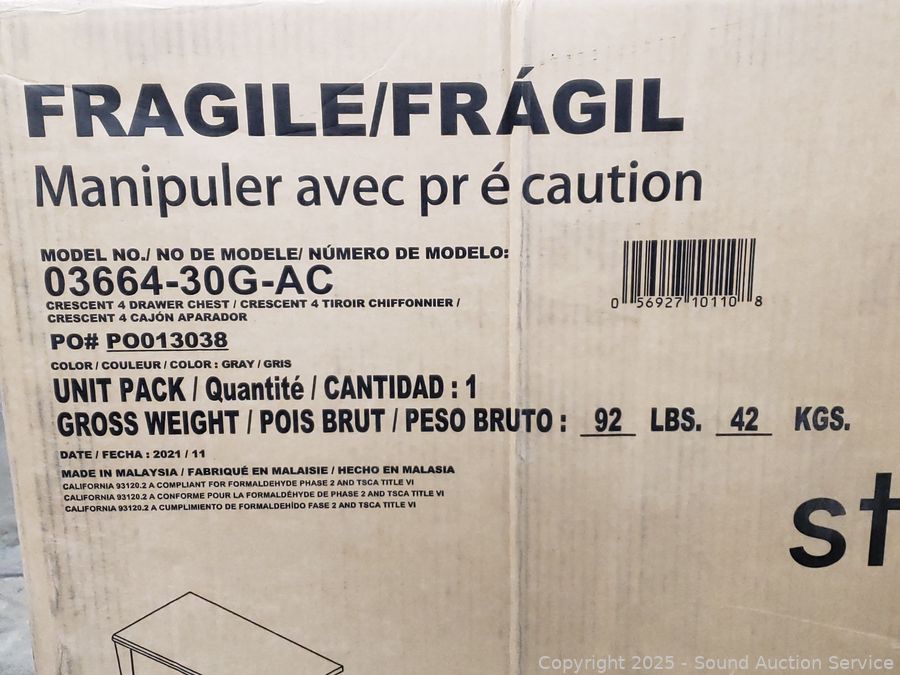 FRAGILE/FRÁGIL
Manipuler avec pr é caution
MODEL NO./ NO DE MODELE/ NÚMERO DE MODELO:
03664-30G-AC
CRESCENT 4 DRAWER CHEST / CRESCENT 4 TIROIR CHIFFONNIER /
CRESCENT 4 CAJÓN APARADOR
PO# PO013038
COLOR / COULEUR / COLOR : GRAY / GRIS
UNIT PACK / Quantité / CANTIDAD : 1
GROSS WEIGHT / POIS BRUT / PESO BRUTO : 92 LBS. 42 KGS.
DATE / FECHA : 2021 / 11
MADE IN MALAYSIA / FABRIQUÉ EN MALAISIE / HECHO EN MALASIA
CALIFORNIA 93120.2 A COMPLIANT FOR FORMALDEHYDE PHASE 2 AND TSCA TITLE VI
CALIFORNIA 93120.2 A CONFORME POUR LA FORMALDÉHYDE DE PHASE 2 AND TSCA TITLE VI
CALIFORNIA 93120.2 A CUMPLIMIENTO DE FORMALDEHÍDO FASE 2 AND TSCA TITLE VI
0 56927 10110 8
st
Copyright 2025 - Sound Auction Service